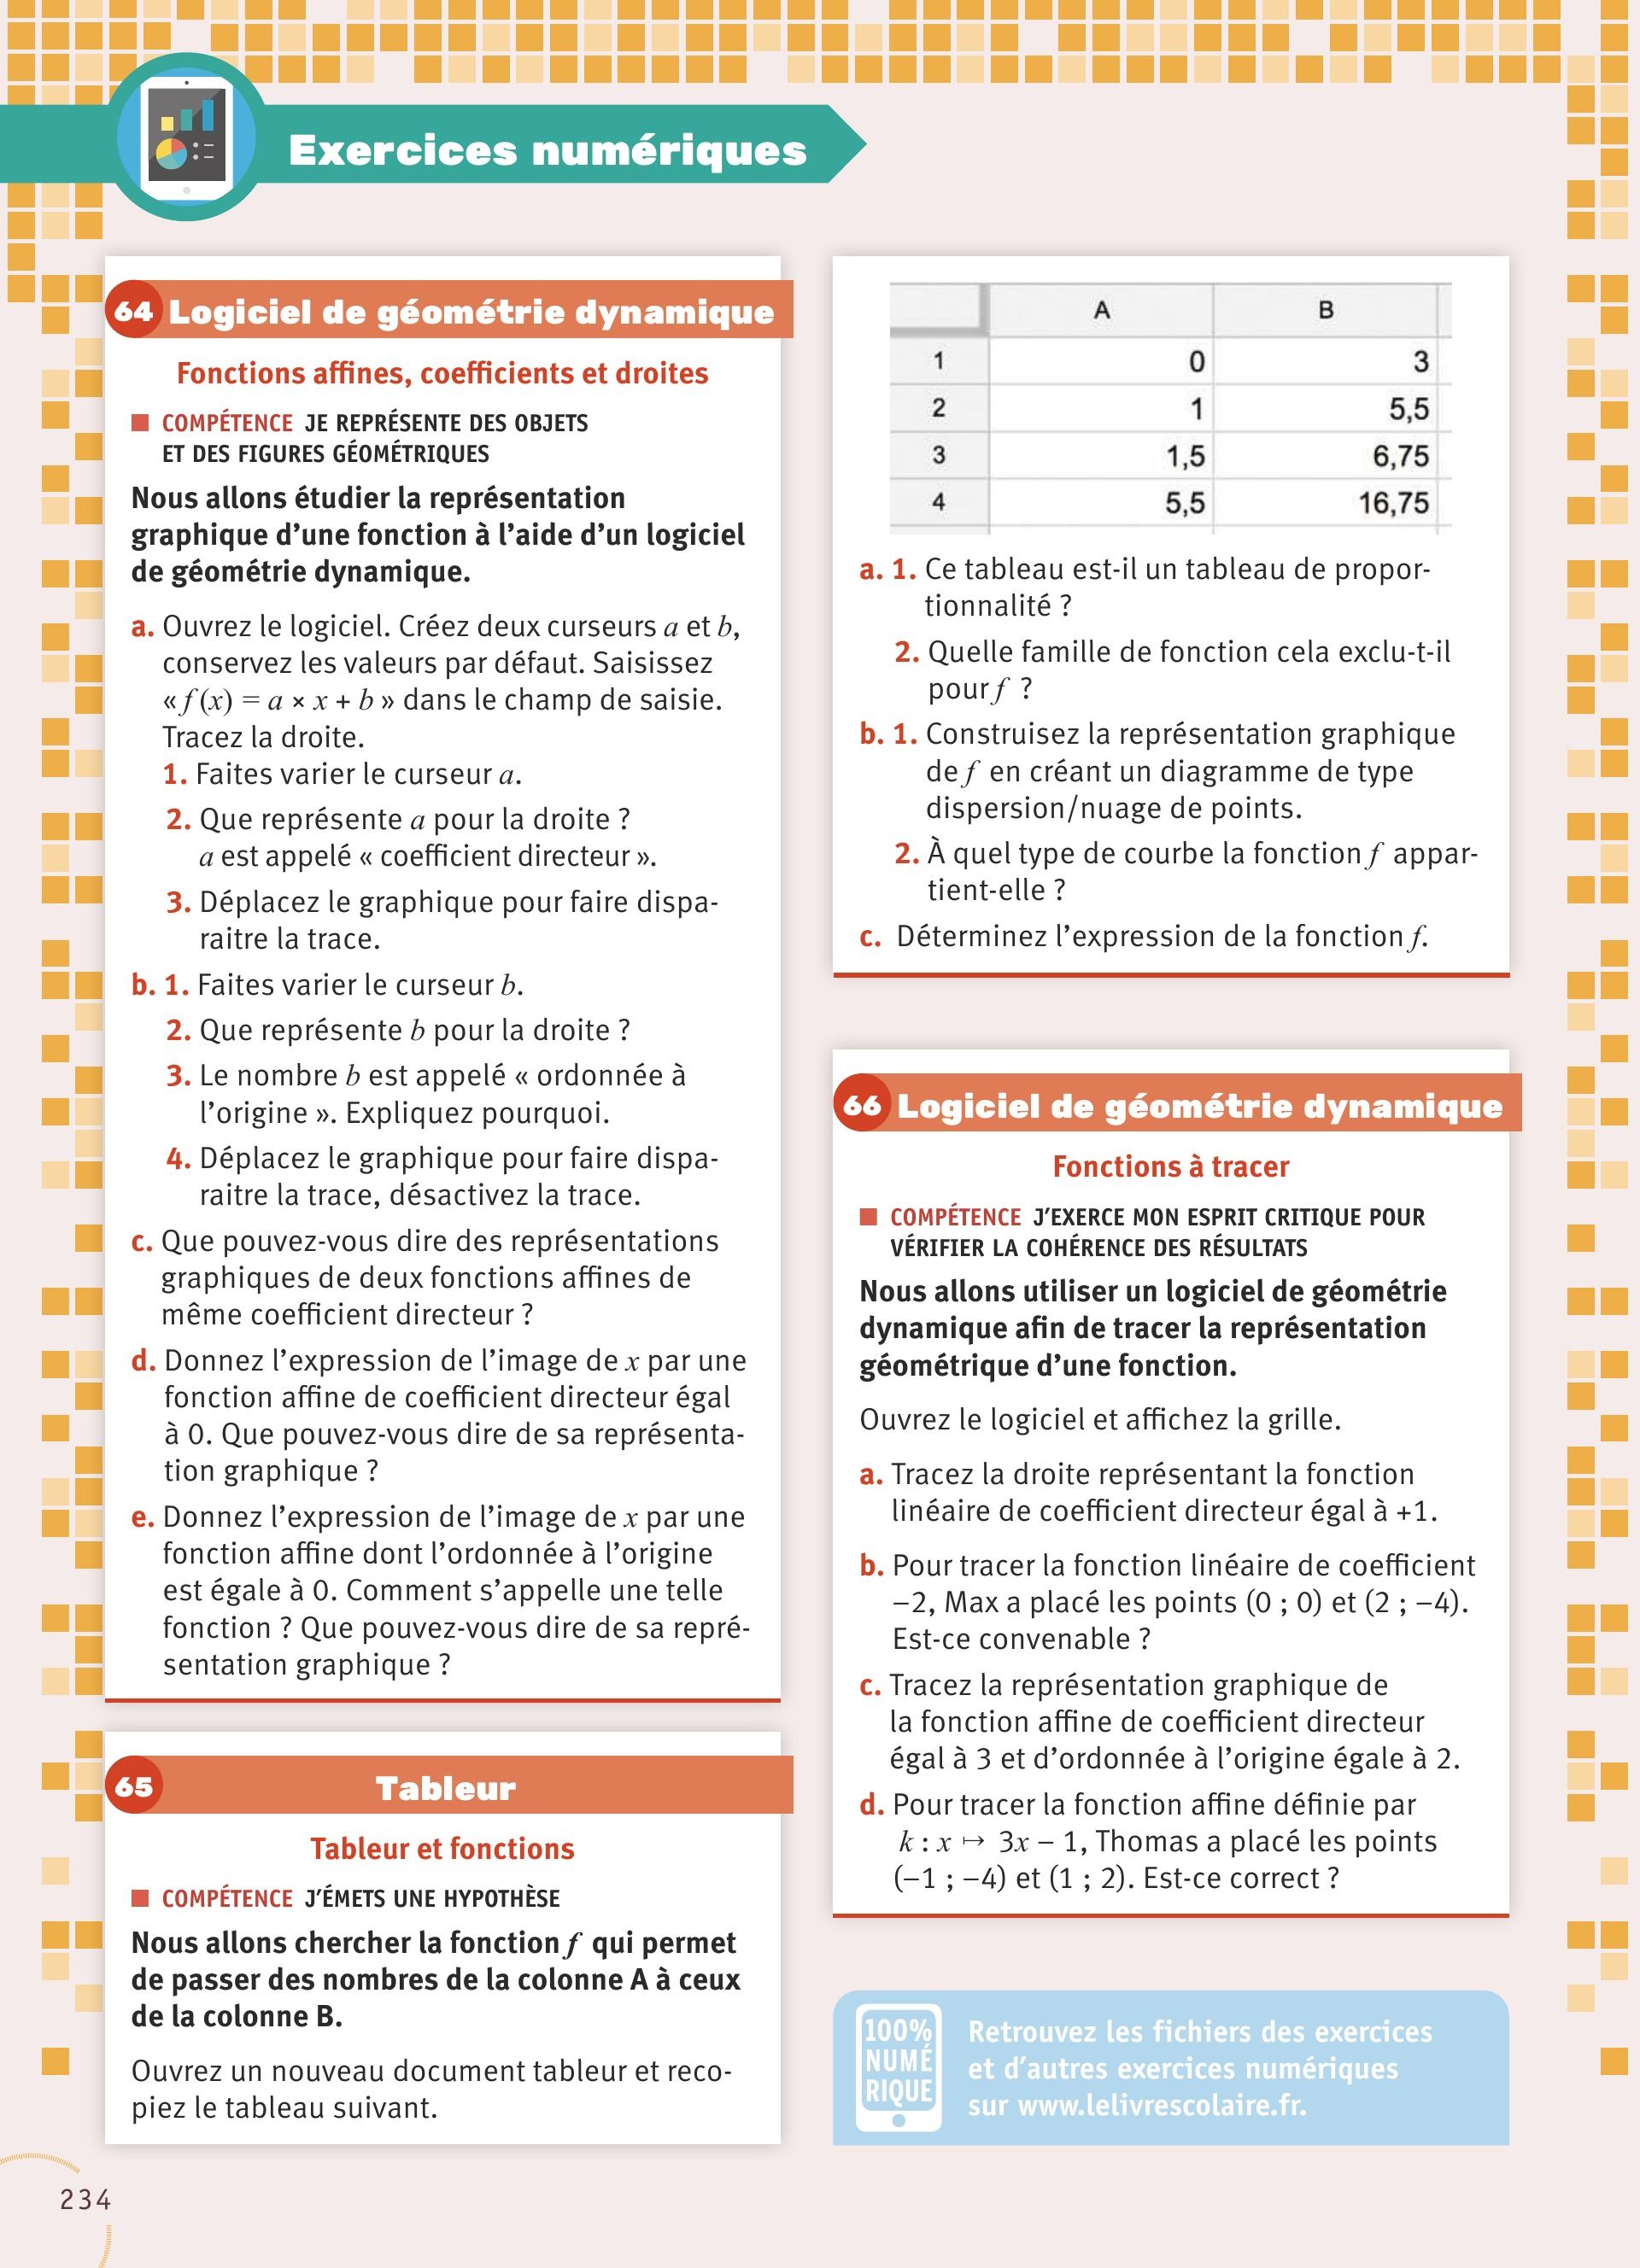 Exercices numériques
64 Logiciel de géométrie dynamique
Fonctions affines, coefficients et droites
COMPÉTENCE JE REPRÉSENTE DES OBJETS
ET DES FIGURES GÉOMÉTRIQUES
Nous allons étudier la représentation
graphique d’une fonction à l’aide d’un logiciel
de géométrie dynamique.
a. Ouvrez le logiciel. Créez deux curseurs a et b,
conservez les valeurs par défaut. Saisissez
« f (x) = a × x + b » dans le champ de saisie.
Tracez la droite.
1. Faites varier le curseur a.
2. Que représente a pour la droite ?
a est appelé « coefficient directeur ».
3. Déplacez le graphique pour faire dispa-
raitre la trace.
b. 1. Faites varier le curseur b.
2. Que représente b pour la droite ?
3. Le nombre b est appelé « ordonnée à
l’origine ». Expliquez pourquoi.
4. Déplacez le graphique pour faire dispa-
raitre la trace, désactivez la trace.
c. Que pouvez-vous dire des représentations
graphiques de deux fonctions affines de
même coefficient directeur ?
d. Donnez l’expression de l’image de x par une
fonction affine de coefficient directeur égal
à 0. Que pouvez-vous dire de sa représenta-
tion graphique ?
e. Donnez l’expression de l’image de x par une
fonction affine dont l’ordonnée à l’origine
est égale à 0. Comment s’appelle une telle
fonction ? Que pouvez-vous dire de sa repré-
sentation graphique ?
65 Tableur
Tableur et fonctions
COMPÉTENCE J’ÉMETS UNE HYPOTHÈSE
Nous allons chercher la fonction f qui permet
de passer des nombres de la colonne A à ceux
de la colonne B.
Ouvrez un nouveau document tableur et reco-
piez le tableau suivant.
A B
1 0 3
2 1 5,5
3 1,5 6,75
4 5,5 16,75
a. 1. Ce tableau est-il un tableau de propor-
tionnalité ?
2. Quelle famille de fonction cela exclu-t-il
pour f ?
b. 1. Construisez la représentation graphique
de f en créant un diagramme de type
dispersion/nuage de points.
2. À quel type de courbe la fonction f appar-
tient-elle ?
c. Déterminez l’expression de la fonction f.
66 Logiciel de géométrie dynamique
Fonctions à tracer
COMPÉTENCE J’EXERCE MON ESPRIT CRITIQUE POUR
VÉRIFIER LA COHÉRENCE DES RÉSULTATS
Nous allons utiliser un logiciel de géométrie
dynamique afin de tracer la représentation
géométrique d’une fonction.
Ouvrez le logiciel et affichez la grille.
a. Tracez la droite représentant la fonction
linéaire de coefficient directeur égal à +1.
b. Pour tracer la fonction linéaire de coefficient
−2, Max a placé les points (0 ; 0) et (2 ; −4).
Est-ce convenable ?
c. Tracez la représentation graphique de
la fonction affine de coefficient directeur
égal à 3 et d’ordonnée à l’origine égale à 2.
d. Pour tracer la fonction affine définie par
k : x ↦ 3x − 1, Thomas a placé les points
(−1 ; −4) et (1 ; 2). Est-ce correct ?
100%
NUMÉ
RIQUE
Retrouvez les fichiers des exercices
et d’autres exercices numériques
sur www.lelivrescolaire.fr.
234